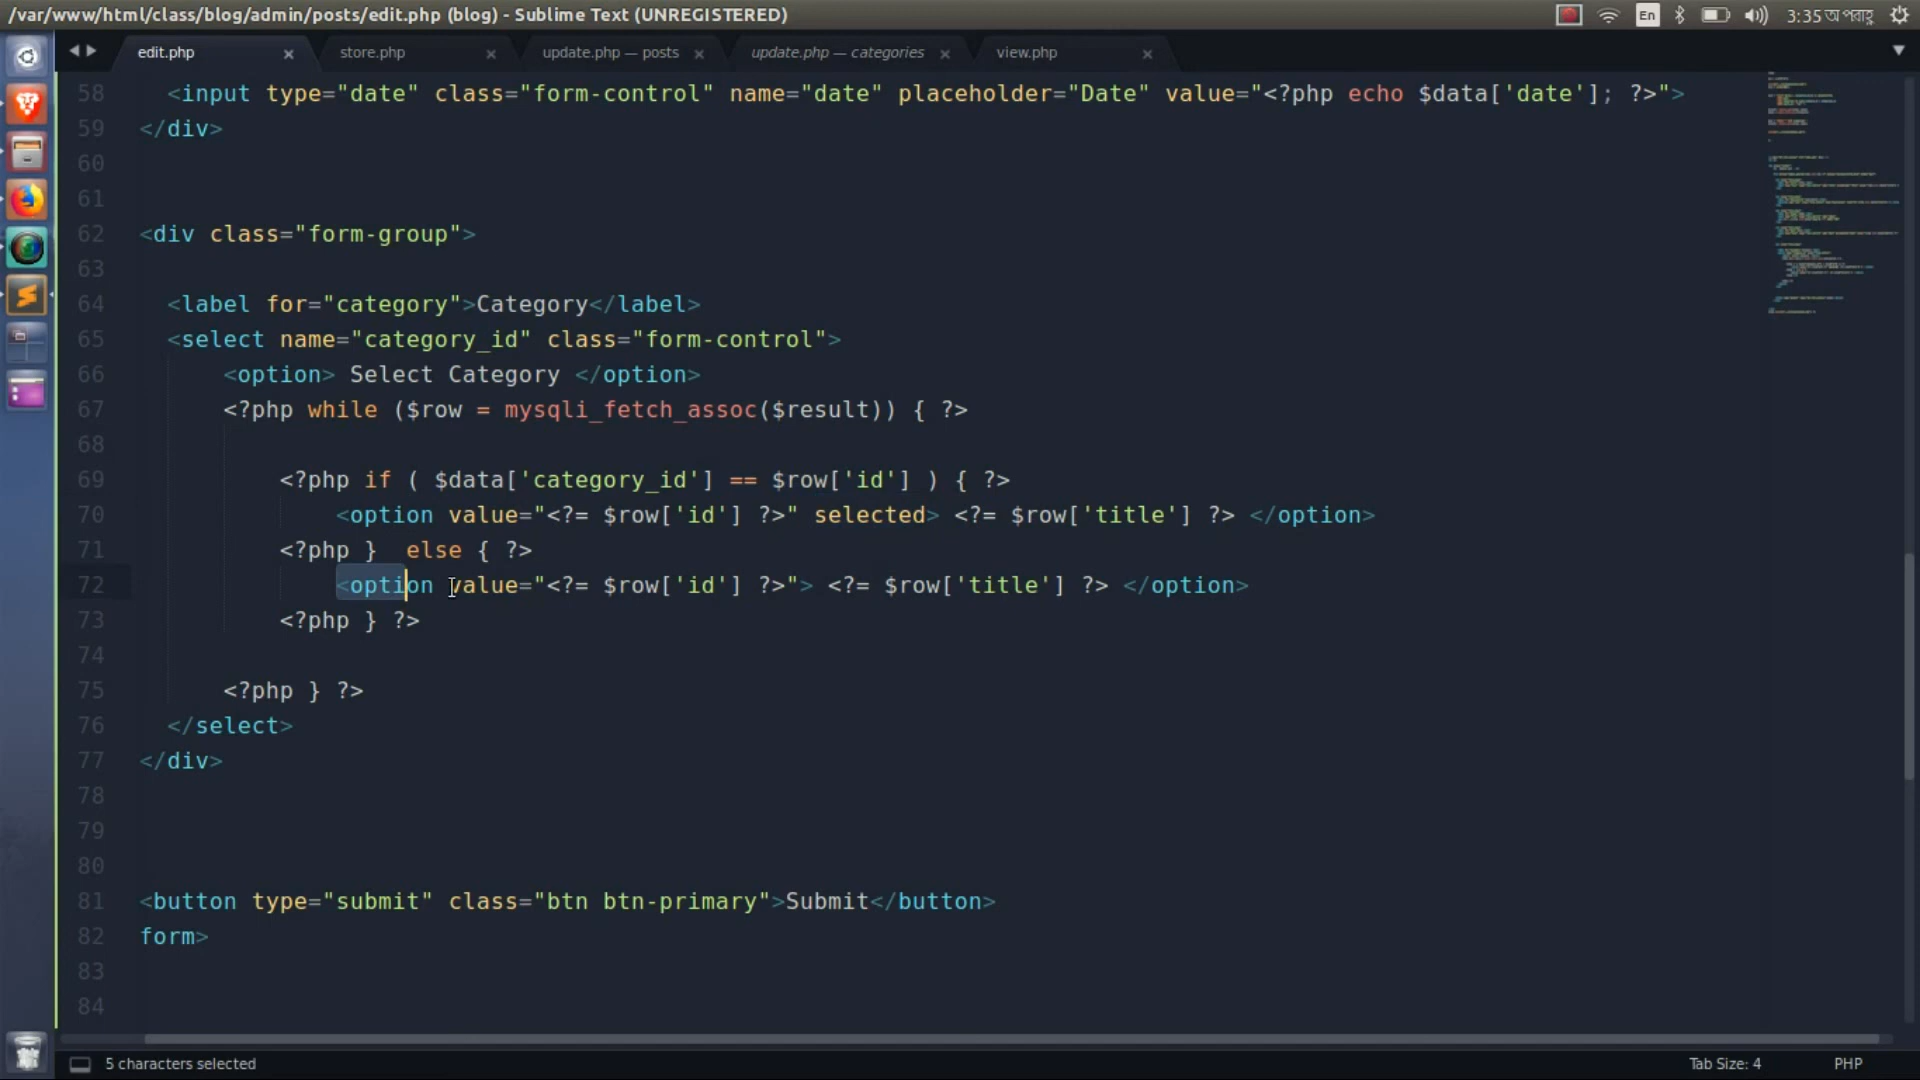 /var/www/html/class/blog/admin/posts/edit.php (blog) - Sublime Text (UNREGISTERED)
En
3:35 অপরাহ্ণ
edit.php
store.php
update.php — posts
update.php — categories
view.php
58 <input type="date" class="form-control" name="date" placeholder="Date" value="<?php echo $data['date']; ?>">
59 </div>
60
61
62 <div class="form-group">
63
64 <label for="category">Category</label>
65 <select name="category_id" class="form-control">
66 <option> Select Category </option>
67 <?php while ($row = mysqli_fetch_assoc($result)) { ?>
68
69 <?php if ( $data['category_id'] == $row['id'] ) { ?>
70 <option value="<?= $row['id'] ?>" selected> <?= $row['title'] ?> </option>
71 <?php }  else { ?>
72 <option value="<?= $row['id'] ?>"> <?= $row['title'] ?> </option>
73 <?php } ?>
74
75 <?php } ?>
76 </select>
77 </div>
78
79
80
81 <button type="submit" class="btn btn-primary">Submit</button>
82 form>
83
84
5 characters selected
Tab Size: 4
PHP